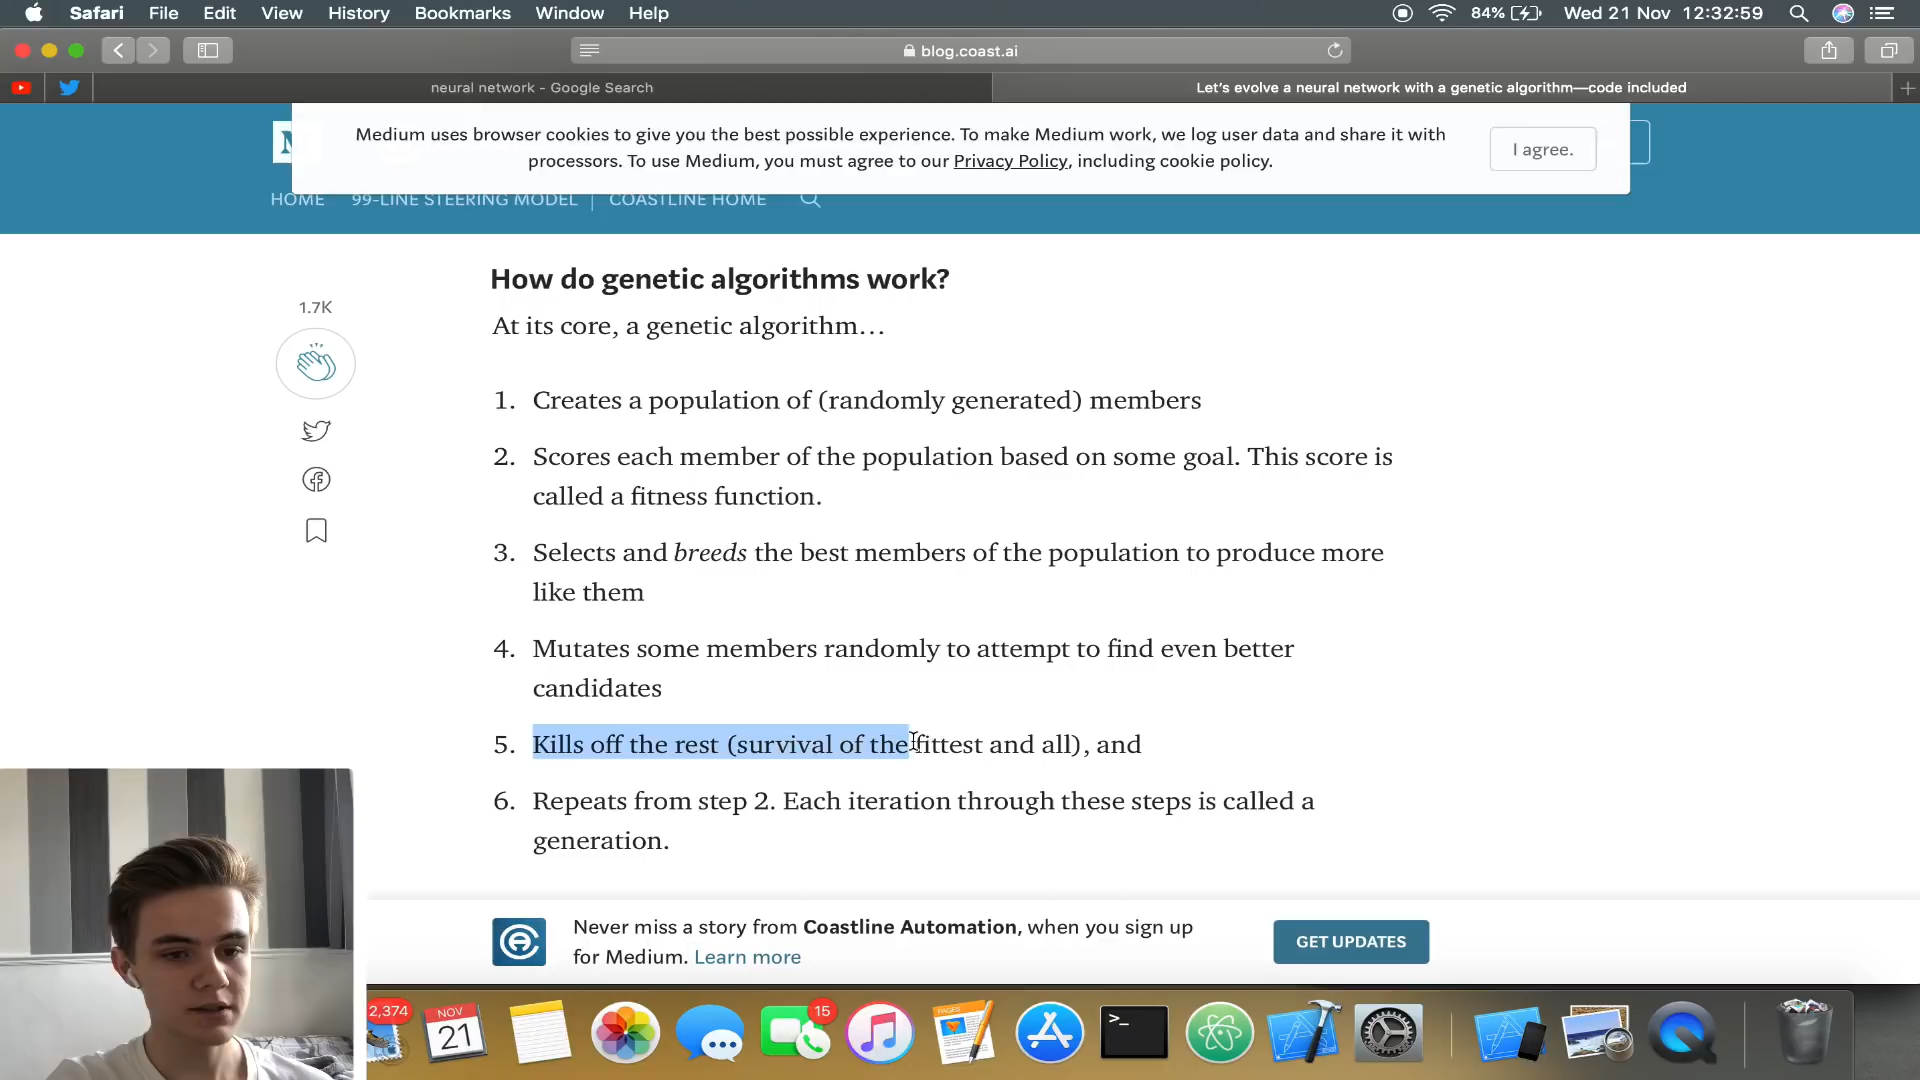 Safari File Edit View History Bookmarks Window Help 84% Wed 21 Nov 12:32:59
blog.coast.ai
neural network - Google Search
Let's evolve a neural network with a genetic algorithm—code included
Medium uses browser cookies to give you the best possible experience. To make Medium work, we log user data and share it with
processors. To use Medium, you must agree to our Privacy Policy, including cookie policy.
I agree.
HOME 99-LINE STEERING MODEL COASTLINE HOME
How do genetic algorithms work?
1.7K
At its core, a genetic algorithm…
1. Creates a population of (randomly generated) members
2. Scores each member of the population based on some goal. This score is
called a fitness function.
3. Selects and breeds the best members of the population to produce more
like them
4. Mutates some members randomly to attempt to find even better
candidates
5. Kills off the rest (survival of the fittest and all), and
6. Repeats from step 2. Each iteration through these steps is called a
generation.
Never miss a story from Coastline Automation, when you sign up
for Medium. Learn more
GET UPDATES
2,374
NOV
21
15
PAGES
>_